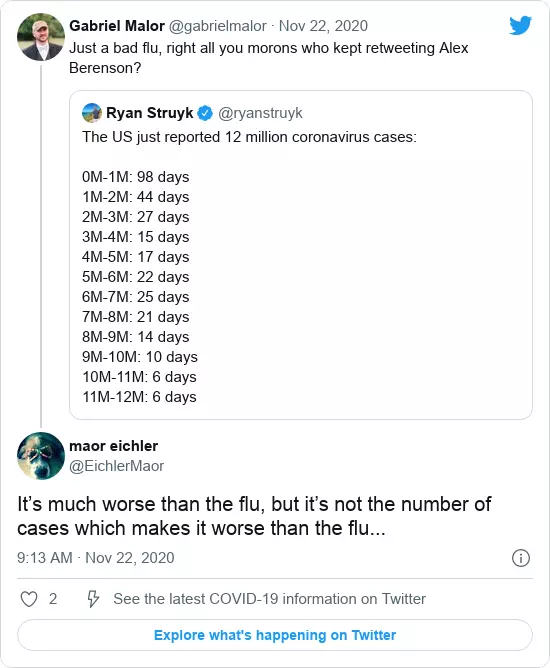 Gabriel Malor @gabrielmalor · Nov 22, 2020
Just a bad flu, right all you morons who kept retweeting Alex
Berenson?
Ryan Struyk @ryanstruyk
The US just reported 12 million coronavirus cases:
0M-1M: 98 days
1M-2M: 44 days
2M-3M: 27 days
3M-4M: 15 days
4M-5M: 17 days
5M-6M: 22 days
6M-7M: 25 days
7M-8M: 21 days
8M-9M: 14 days
9M-10M: 10 days
10M-11M: 6 days
11M-12M: 6 days
maor eichler
@EichlerMaor
It’s much worse than the flu, but it’s not the number of
cases which makes it worse than the flu...
9:13 AM · Nov 22, 2020
2 See the latest COVID-19 information on Twitter
Explore what's happening on Twitter